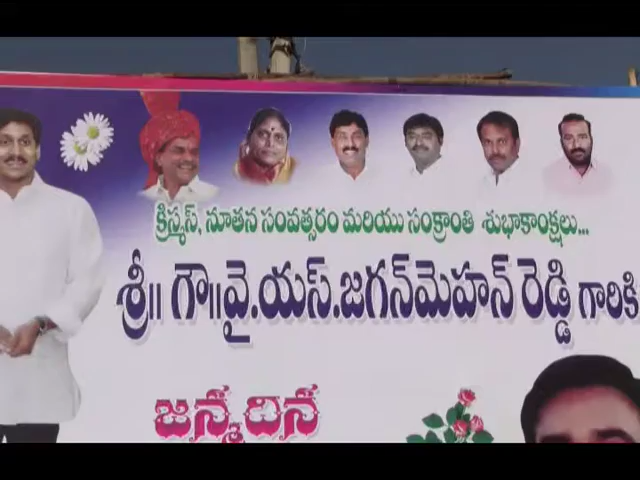 క్రిస్మస్, నూతన సంవత్సరం మరియు సంక్రాంతి శుభాకాంక్షలు...
శ్రీ॥ గౌ॥వై.యస్.జగన్‌మెహన్ రెడ్డి గారికి
జన్మదిన